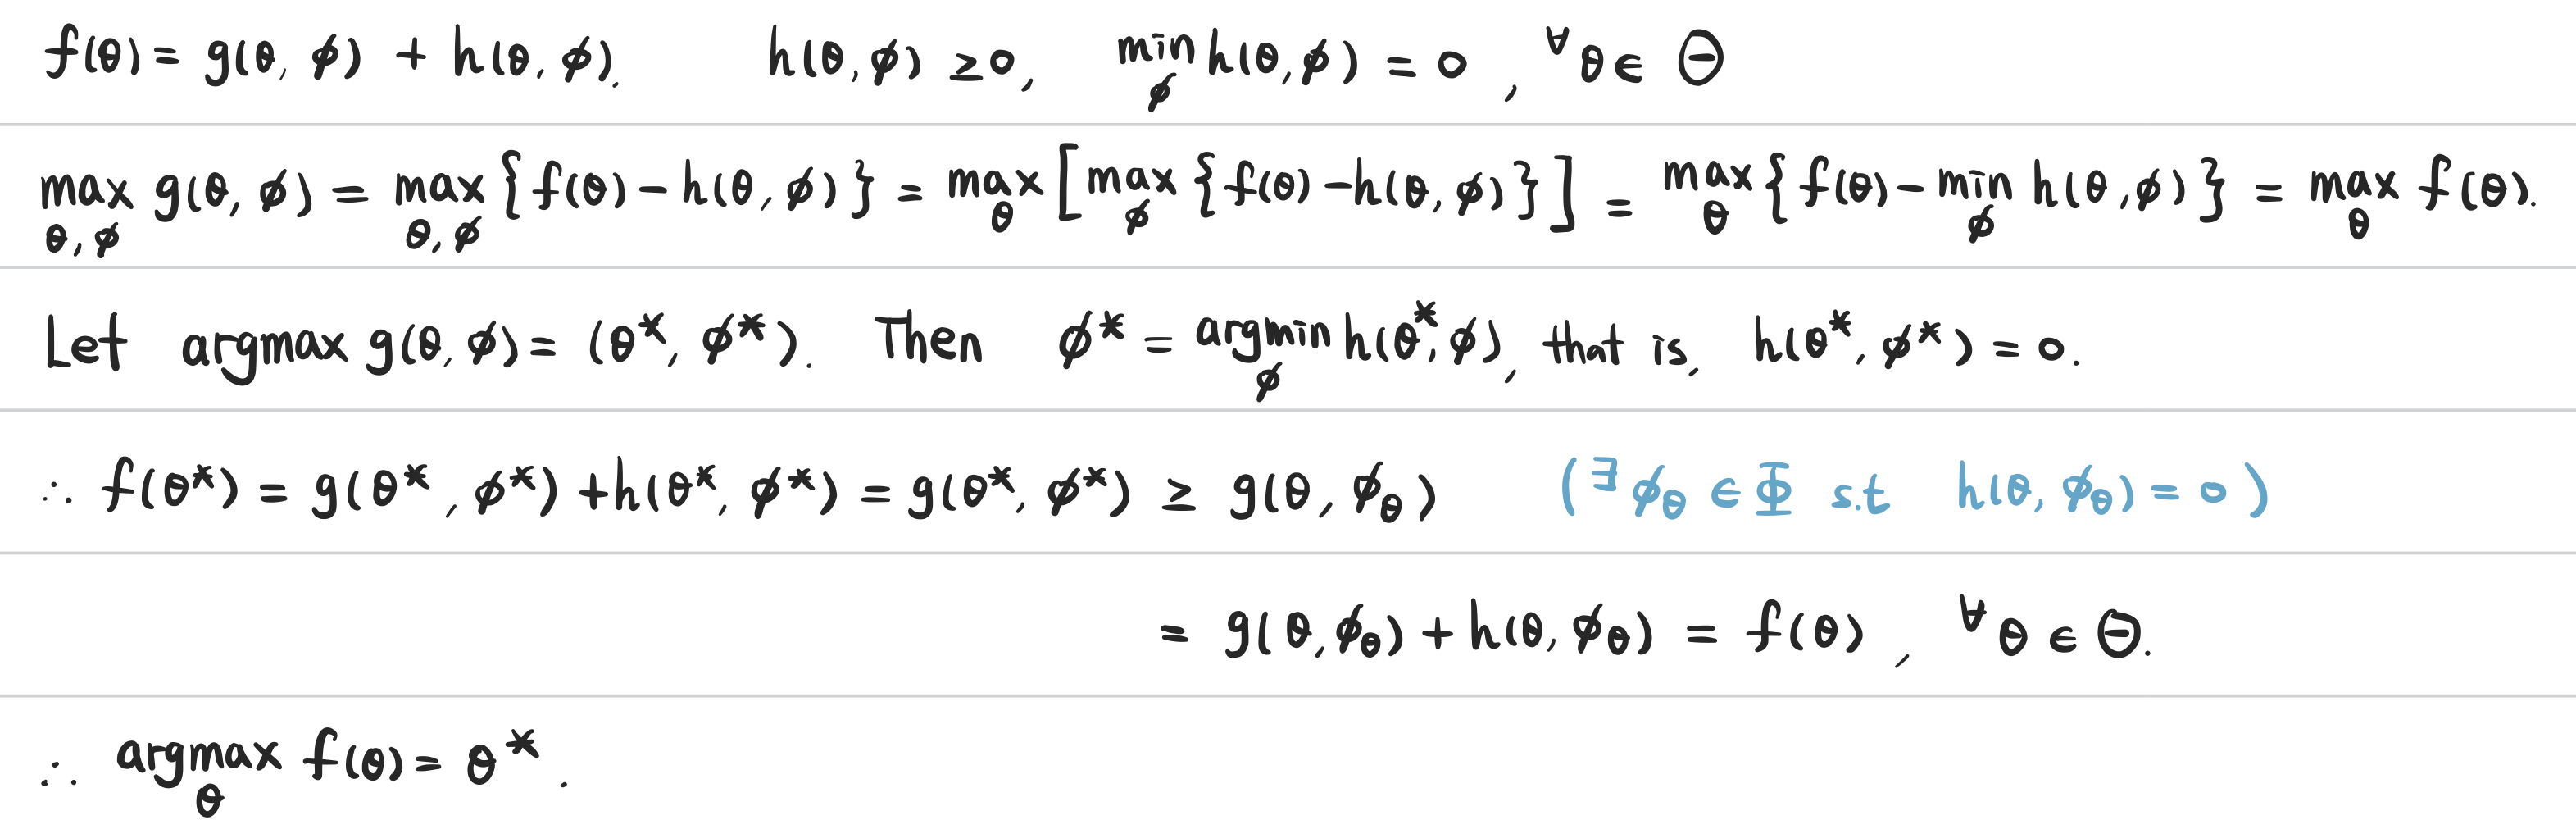 f(θ) = g(θ, φ) + h(θ, φ). h(θ, φ) ≥ 0, min_φ h(θ, φ) = 0, ∀θ ∈ Θ
max_{θ, φ} g(θ, φ) = max_{θ, φ} {f(θ) − h(θ, φ)} = max_θ [max_φ {f(θ) − h(θ, φ)}] = max_θ {f(θ) − min_φ h(θ, φ)} = max_θ f(θ).
Let argmax g(θ, φ) = (θ*, φ*). Then φ* = argmin_φ h(θ*, φ), that is, h(θ*, φ*) = 0.
∴ f(θ*) = g(θ*, φ*) + h(θ*, φ*) = g(θ*, φ*) ≥ g(θ, φ_θ) (∃φ_θ ∈ Φ s.t h(θ, φ_θ) = 0)
= g(θ, φ_θ) + h(θ, φ_θ) = f(θ), ∀θ ∈ Θ.
∴ argmax_θ f(θ) = θ*.